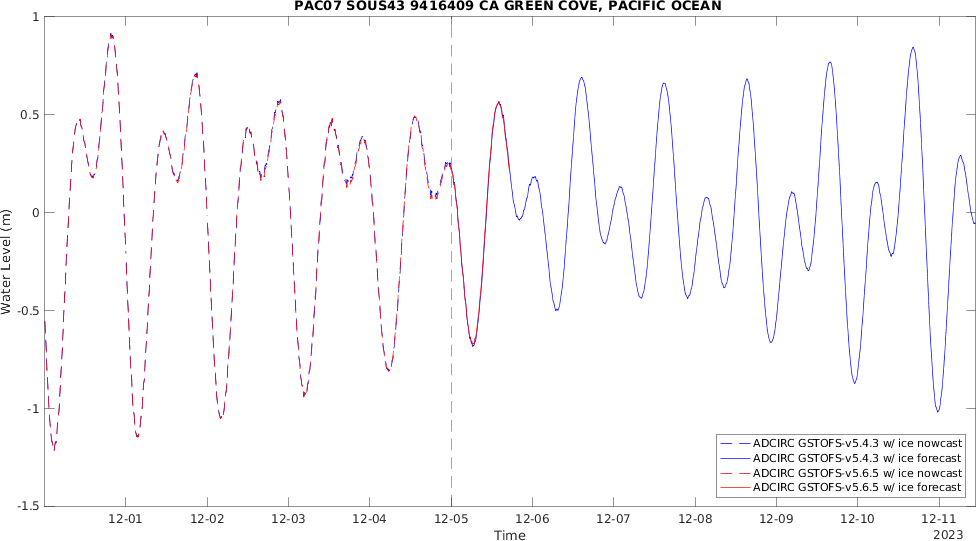 PAC07 SOUS43 9416409 CA GREEN COVE, PACIFIC OCEAN
Water Level (m)
1
0.5
0
-0.5
-1
-1.5
ADCIRC GSTOFS-v5.4.3 w/ ice nowcast
ADCIRC GSTOFS-v5.4.3 w/ ice forecast
ADCIRC GSTOFS-v5.6.5 w/ ice nowcast
ADCIRC GSTOFS-v5.6.5 w/ ice forecast
12-01 12-02 12-03 12-04 12-05 12-06 12-07 12-08 12-09 12-10 12-11
Time 2023